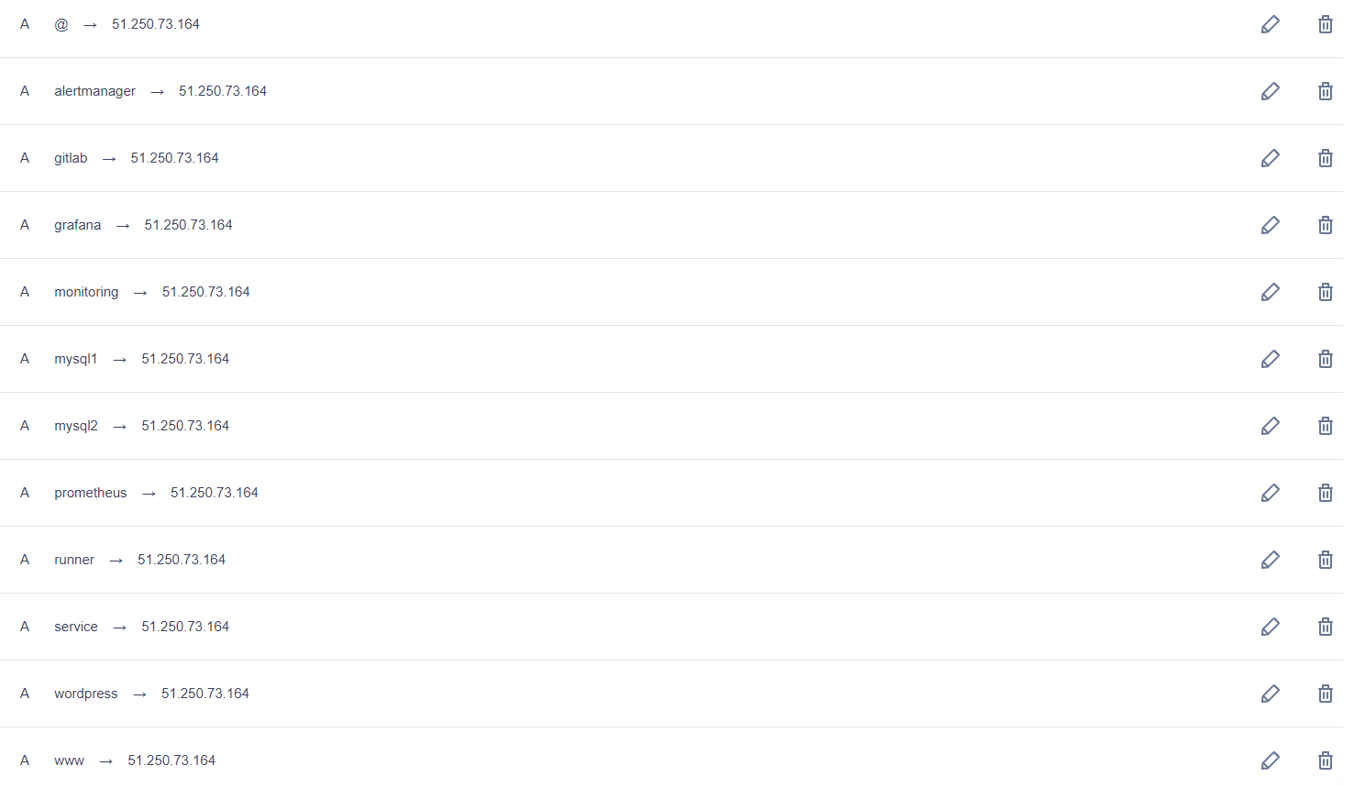 A @ → 51.250.73.164
A alertmanager → 51.250.73.164
A gitlab → 51.250.73.164
A grafana → 51.250.73.164
A monitoring → 51.250.73.164
A mysql1 → 51.250.73.164
A mysql2 → 51.250.73.164
A prometheus → 51.250.73.164
A runner → 51.250.73.164
A service → 51.250.73.164
A wordpress → 51.250.73.164
A www → 51.250.73.164